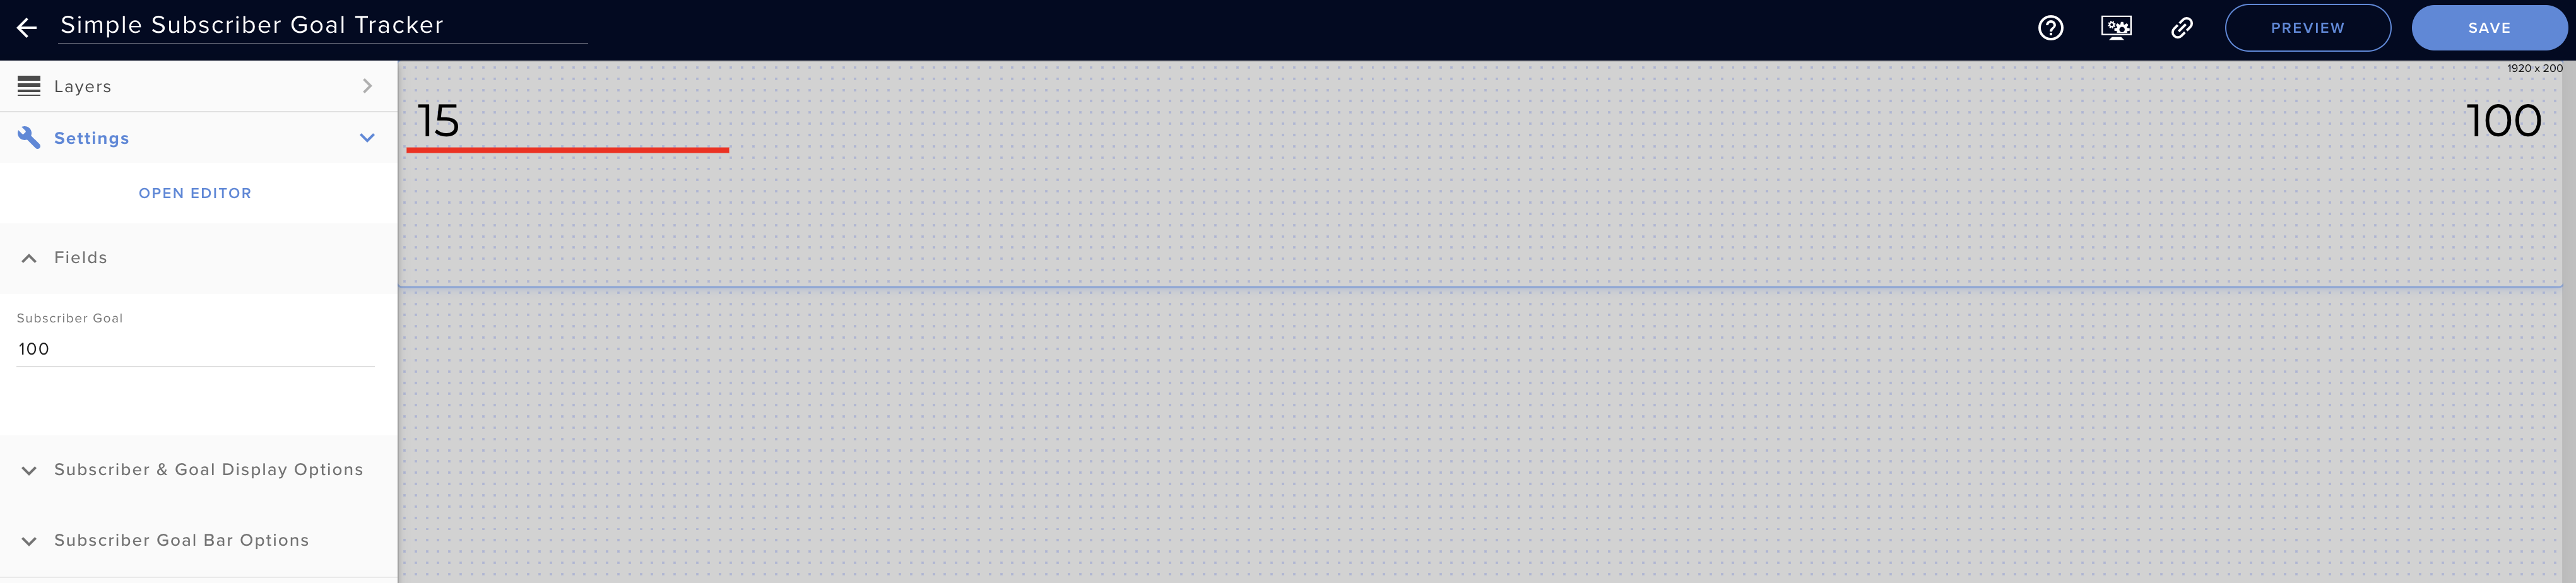 Simple Subscriber Goal Tracker
PREVIEW
SAVE
Layers
1920 x 200
15
100
Settings
OPEN EDITOR
Fields
Subscriber Goal
100
Subscriber & Goal Display Options
Subscriber Goal Bar Options